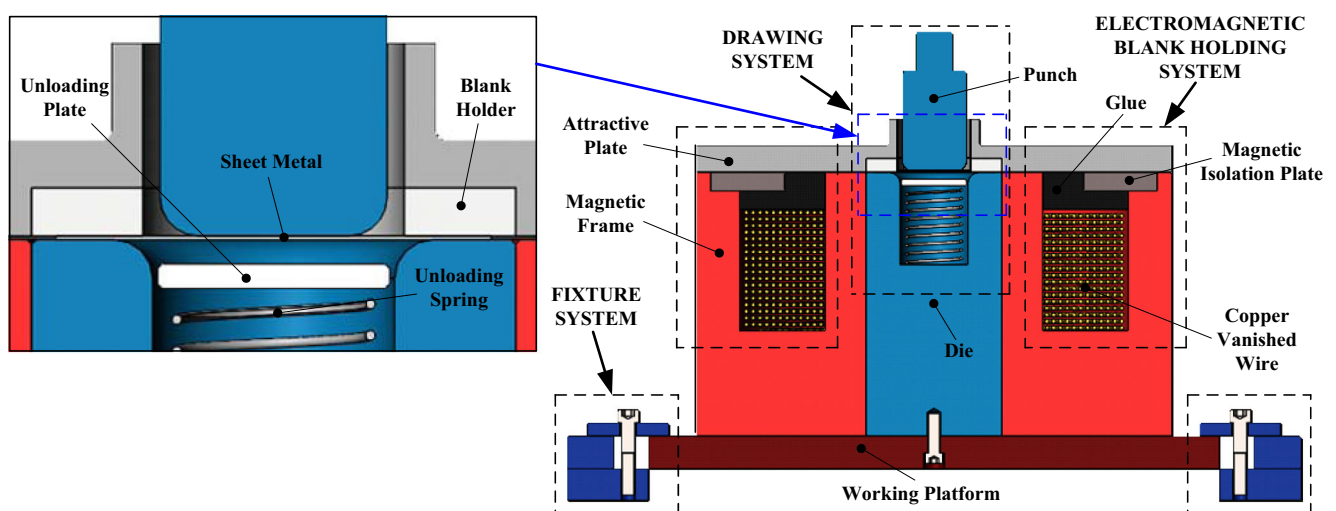 Unloading
Plate
Blank
Holder
Sheet Metal
Unloading
Spring
DRAWING
SYSTEM
ELECTROMAGNETIC
BLANK HOLDING
SYSTEM
Punch
Glue
Attractive
Plate
Magnetic
Isolation Plate
Magnetic
Frame
FIXTURE
SYSTEM
Die
Copper
Vanished
Wire
Working Platform